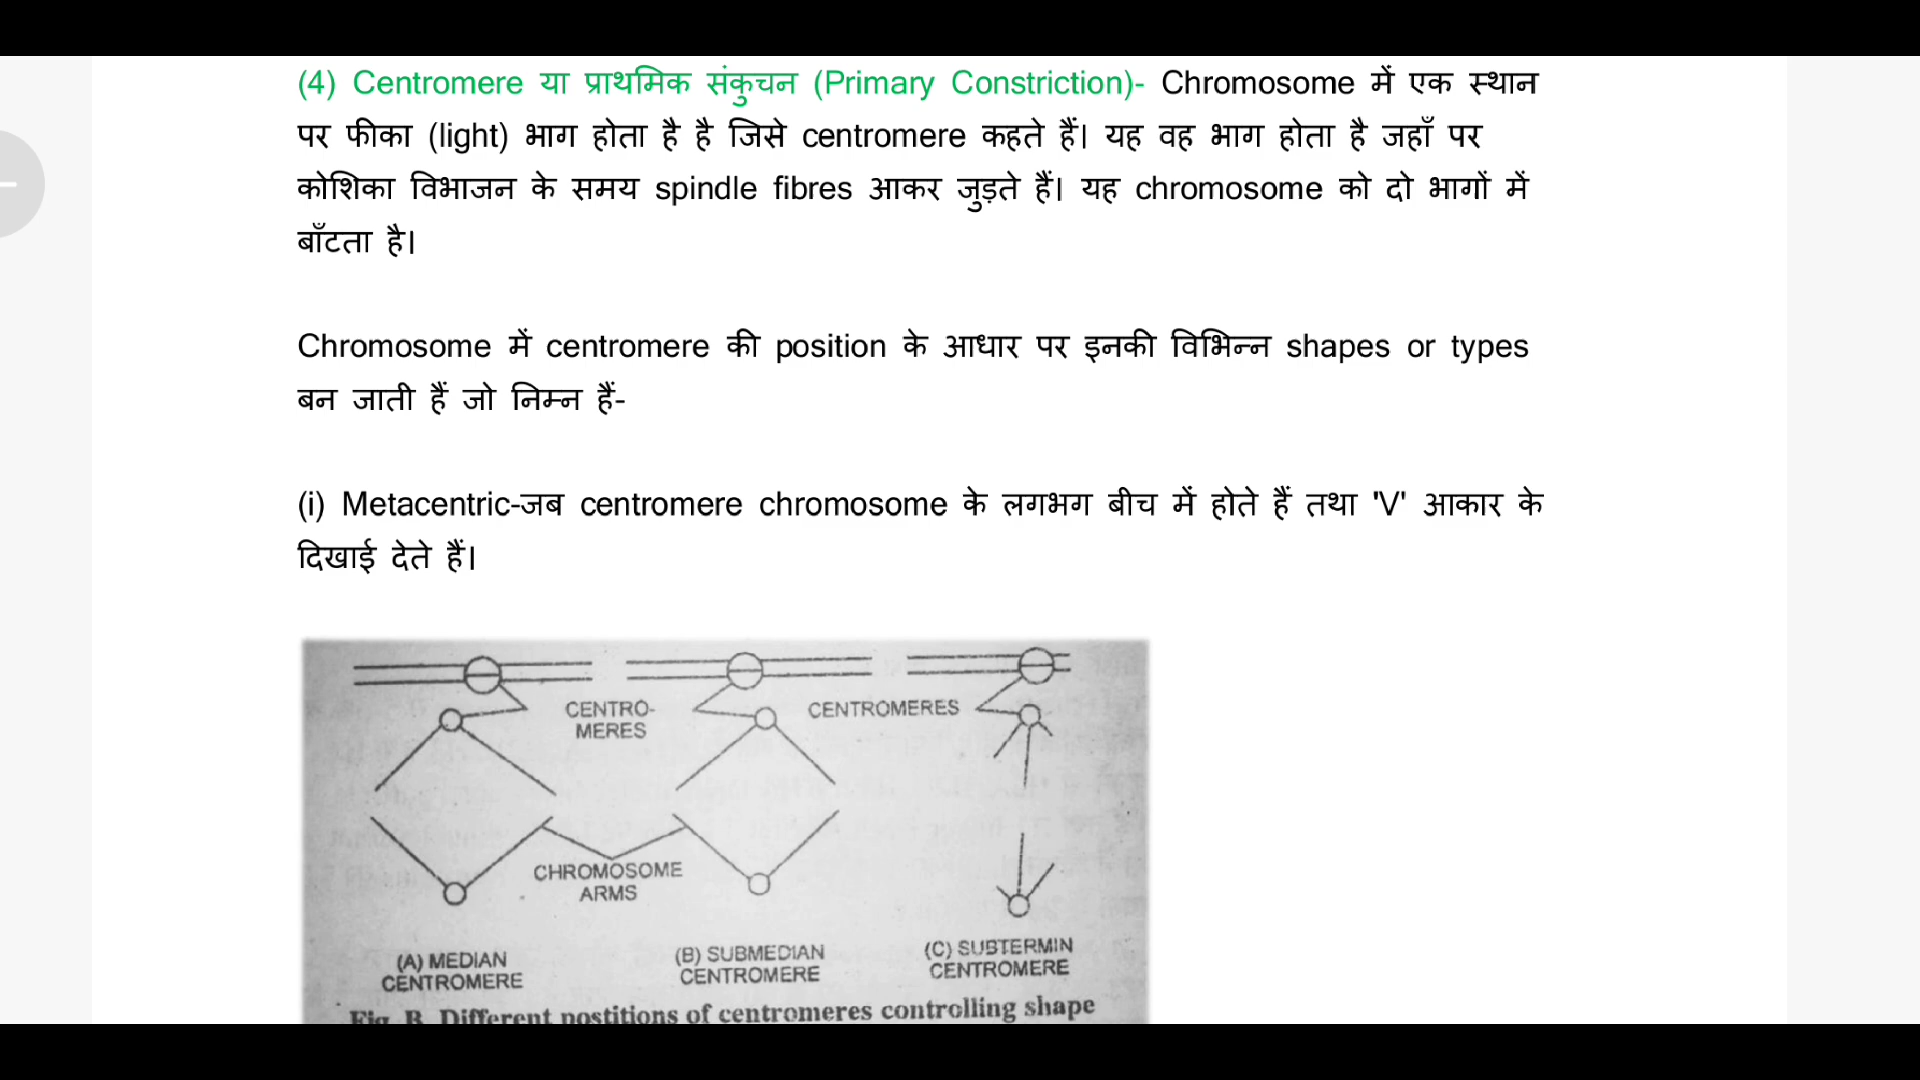 (4) Centromere या प्राथमिक संकुचन (Primary Constriction)- Chromosome में एक स्थान
पर फीका (light) भाग होता है है जिसे centromere कहते हैं। यह वह भाग होता है जहाँ पर
कोशिका विभाजन के समय spindle fibres आकर जुड़ते हैं। यह chromosome को दो भागों में
बाँटता है।
Chromosome में centromere की position के आधार पर इनकी विभिन्न shapes or types
बन जाती हैं जो निम्न हैं-
(i) Metacentric-जब centromere chromosome के लगभग बीच में होते हैं तथा 'V' आकार के
दिखाई देते हैं।
CENTRO-
MERES
CENTROMERES
CHROMOSOME
ARMS
(A) MEDIAN
CENTROMERE
(B) SUBMEDIAN
CENTROMERE
(C) SUBTERMIN
CENTROMERE
Fig. B. Different postitions of centromeres controlling shape